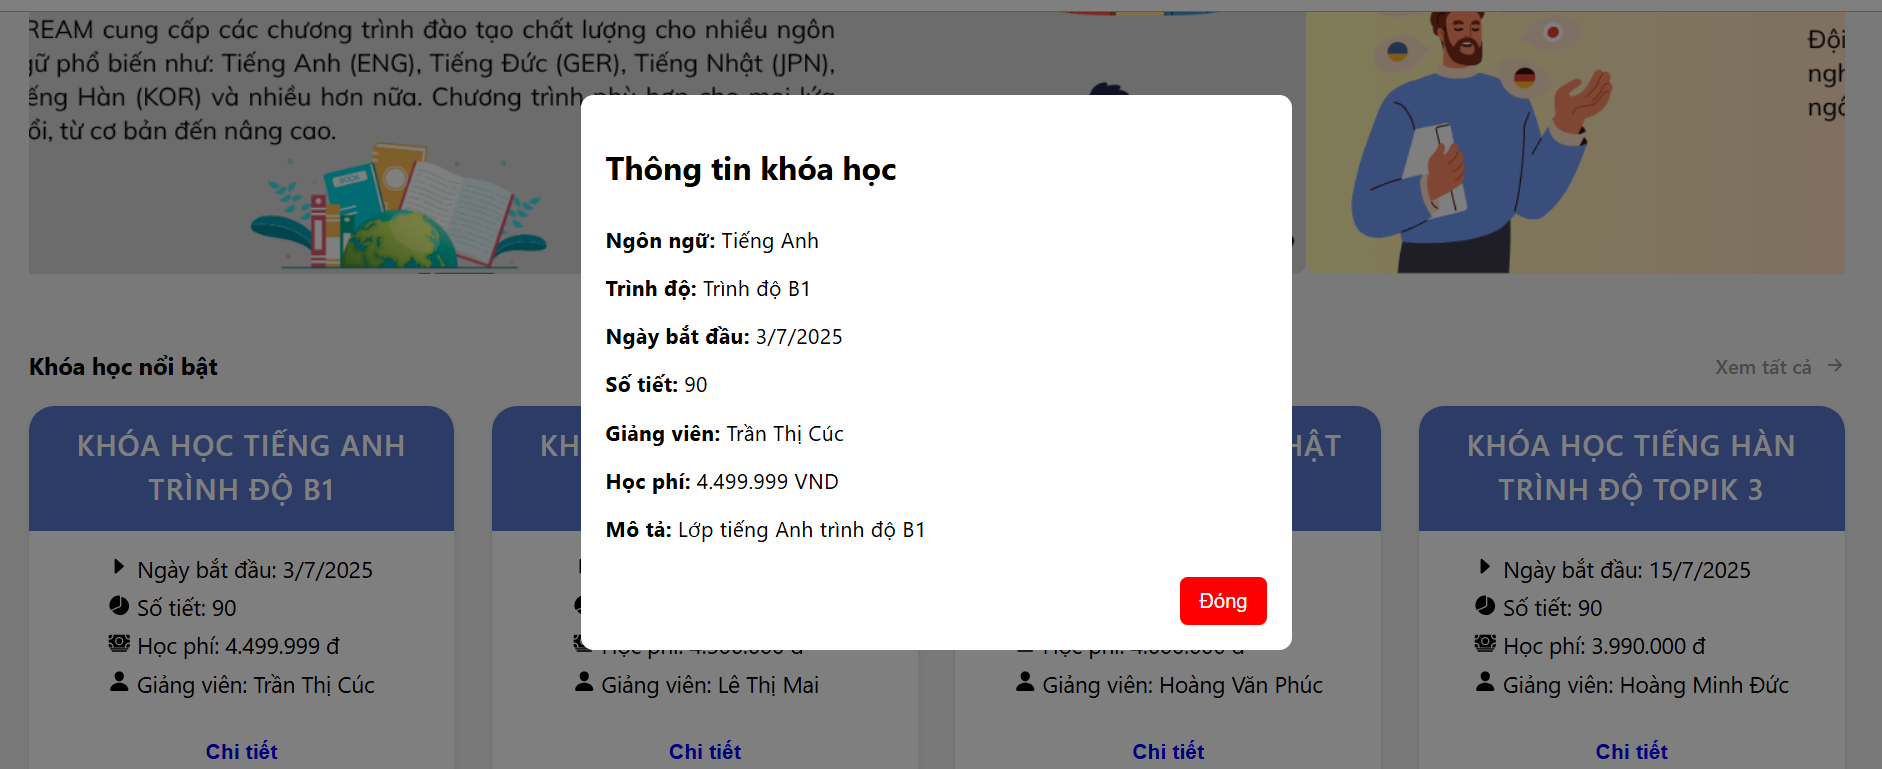 REAM cung cấp các chương trình đào tạo chất lượng cho nhiều ngôn
gữ phổ biến như: Tiếng Anh (ENG), Tiếng Đức (GER), Tiếng Nhật (JPN),
ếng Hàn (KOR) và nhiều hơn nữa. Chương trình phù hợp cho mọi lứa
ổi, từ cơ bản đến nâng cao.
BOOK
Đội
ngh
ngô
Thông tin khóa học
Ngôn ngữ: Tiếng Anh
Trình độ: Trình độ B1
Ngày bắt đầu: 3/7/2025
Số tiết: 90
Giảng viên: Trần Thị Cúc
Học phí: 4.499.999 VND
Mô tả: Lớp tiếng Anh trình độ B1
Đóng
Khóa học nổi bật
Xem tất cả
KHÓA HỌC TIẾNG ANH
TRÌNH ĐỘ B1
Ngày bắt đầu: 3/7/2025
Số tiết: 90
Học phí: 4.499.999 đ
Giảng viên: Trần Thị Cúc
Chi tiết
KH
Giảng viên: Lê Thị Mai
Chi tiết
HẬT
Giảng viên: Hoàng Văn Phúc
Chi tiết
KHÓA HỌC TIẾNG HÀN
TRÌNH ĐỘ TOPIK 3
Ngày bắt đầu: 15/7/2025
Số tiết: 90
Học phí: 3.990.000 đ
Giảng viên: Hoàng Minh Đức
Chi tiết